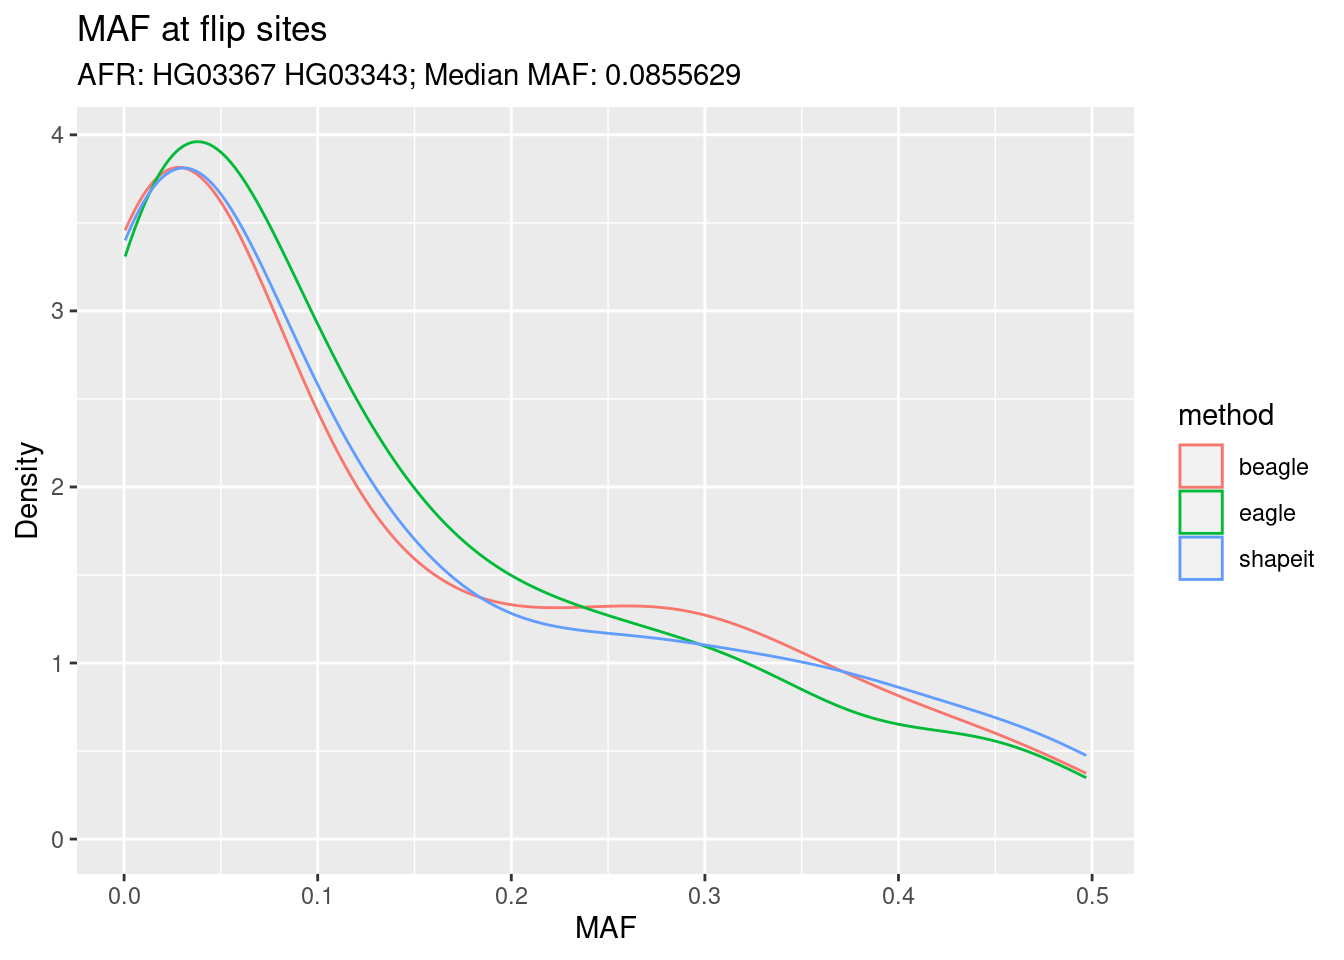 MAF at flip sites
AFR: HG03367 HG03343; Median MAF: 0.0855629
4
3
2
1
0
Density
0.0 0.1 0.2 0.3 0.4 0.5
MAF
method
beagle
eagle
shapeit